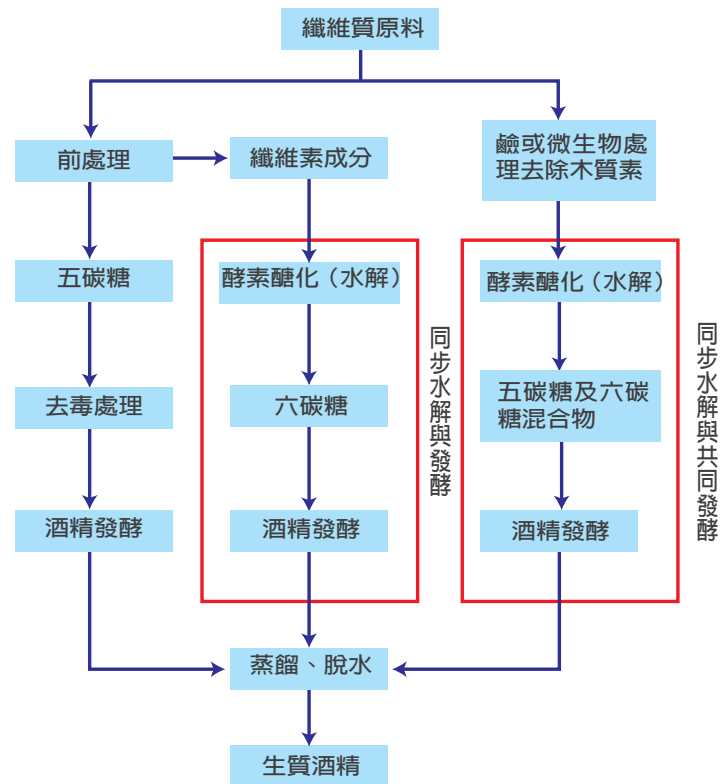 纖維質原料
前處理
纖維素成分
鹼或微生物處
理去除木質素
五碳糖
酵素醣化（水解）
酵素醣化（水解）
去毒處理
六碳糖
五碳糖及六碳
糖混合物
酒精發酵
酒精發酵
酒精發酵
同步水解與發酵
同步水解與共同發酵
蒸餾、脫水
生質酒精